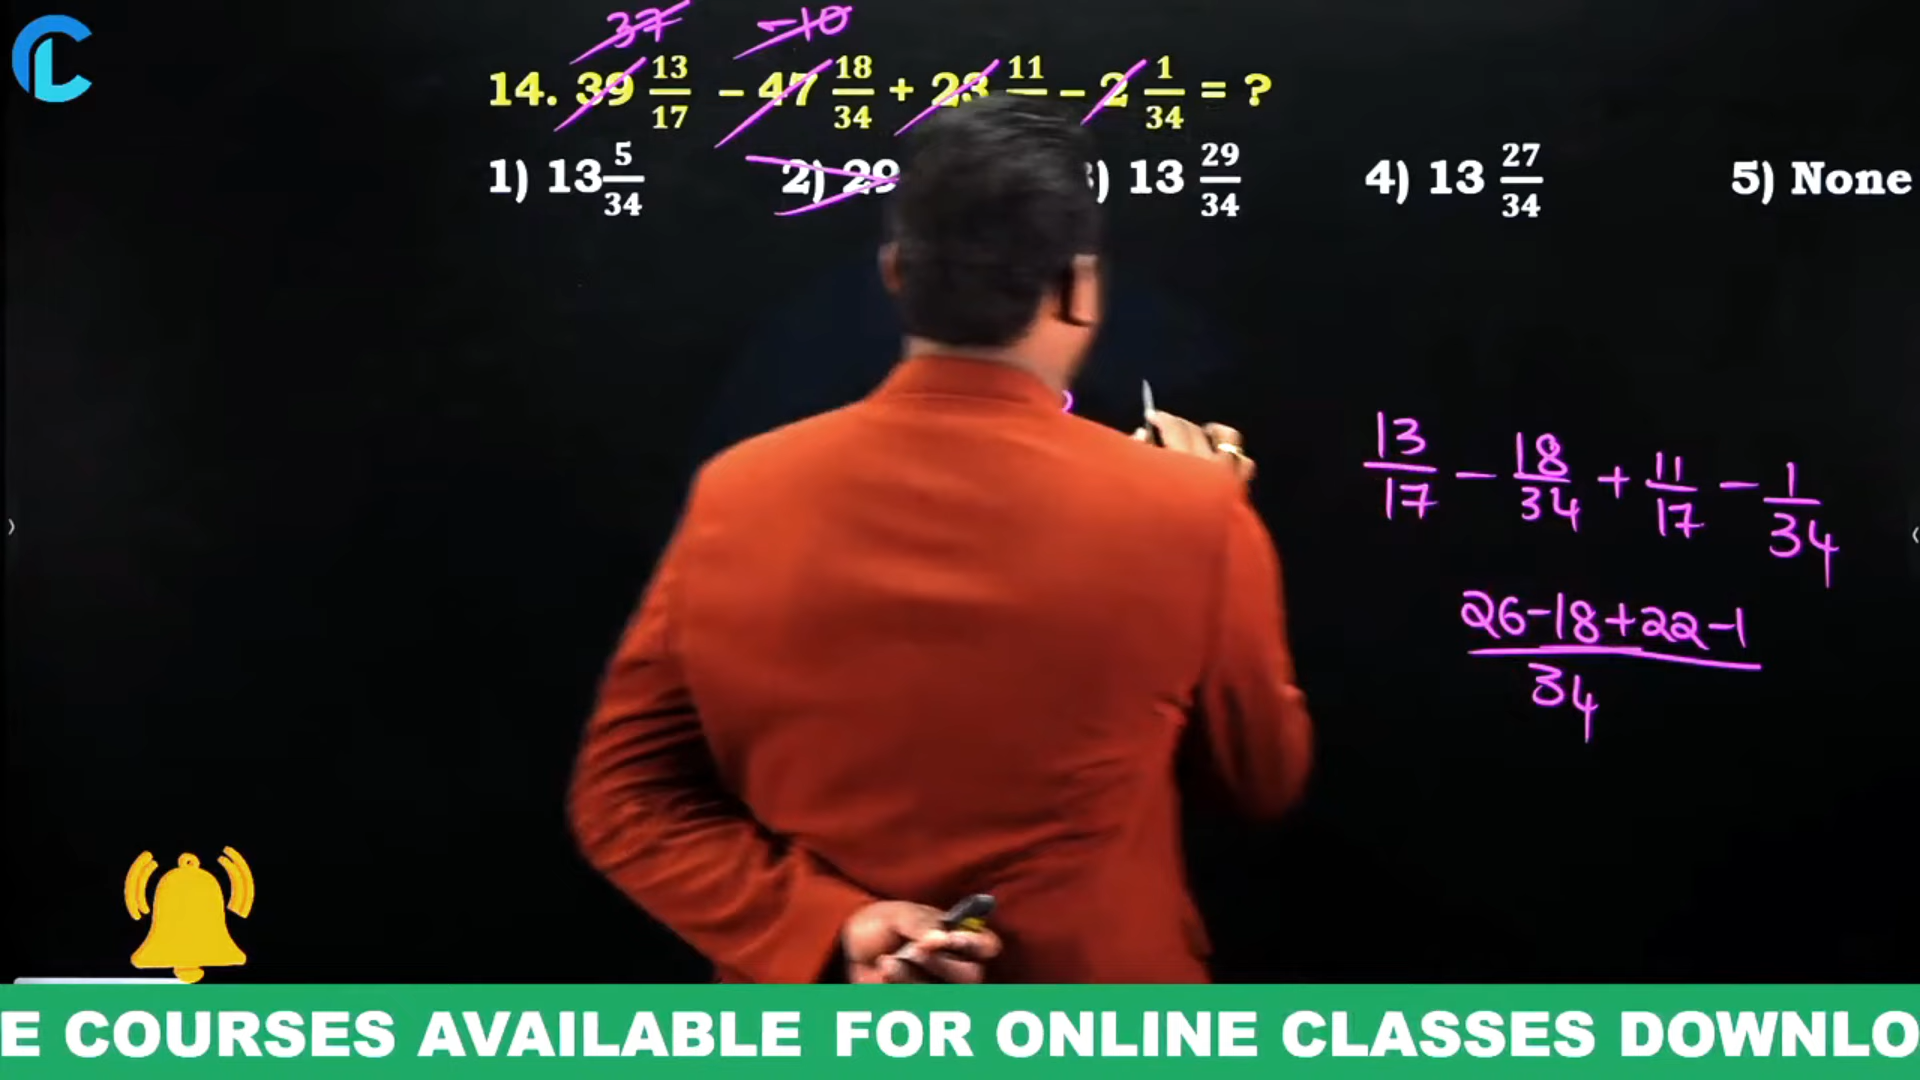 37 -10
14. 39 13/17 - 47 18/34 + 23 11 - 2 1/34 = ?
1) 13 5/34 2) 29 ) 13 29/34 4) 13 27/34 5) None
13/17 - 18/34 + 11/17 - 1/34
26-18+22-1
34
E COURSES AVAILABLE FOR ONLINE CLASSES DOWNLO